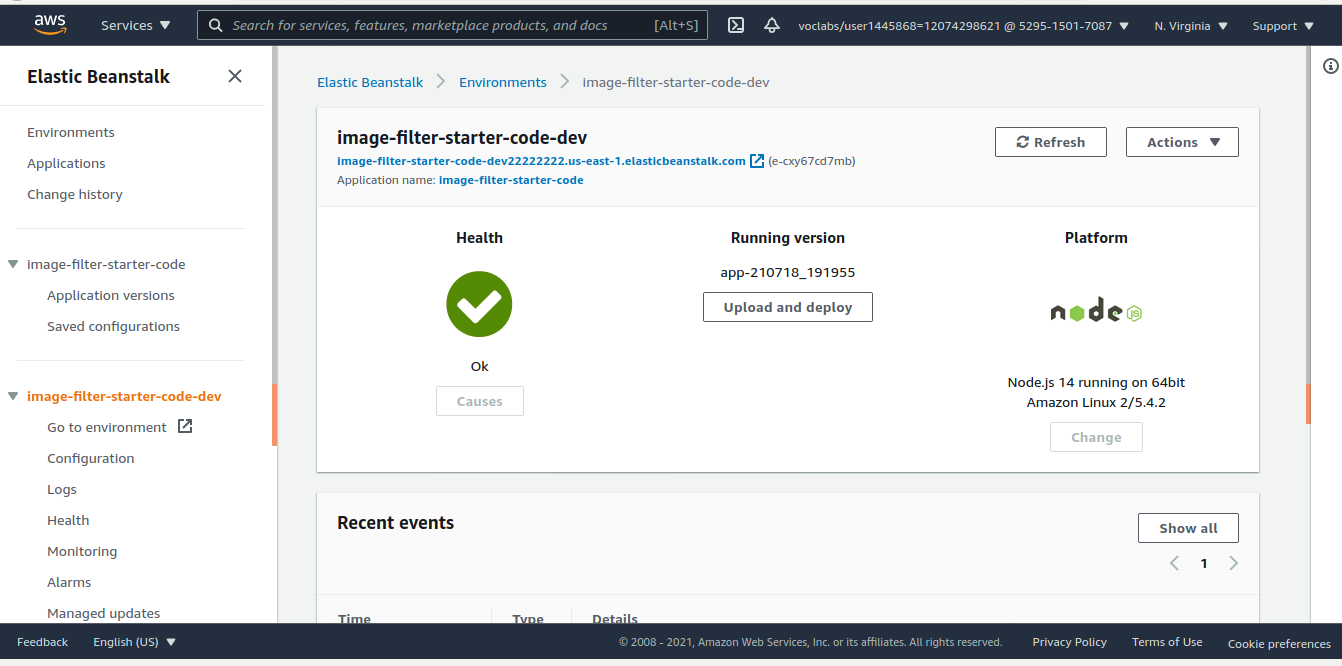 aws Services Search for services, features, marketplace products, and docs [Alt+S] voclabs/user1445868=12074298621 @ 5295-1501-7087 N. Virginia Support
Elastic Beanstalk
Environments
Applications
Change history
image-filter-starter-code
Application versions
Saved configurations
image-filter-starter-code-dev
Go to environment
Configuration
Logs
Health
Monitoring
Alarms
Managed updates
Elastic Beanstalk Environments image-filter-starter-code-dev
image-filter-starter-code-dev
image-filter-starter-code-dev22222222.us-east-1.elasticbeanstalk.com (e-cxy67cd7mb)
Application name: image-filter-starter-code
Refresh Actions
Health
Ok
Causes
Running version
app-210718_191955
Upload and deploy
Platform
node JS
Node.js 14 running on 64bit
Amazon Linux 2/5.4.2
Change
Recent events
Show all
1
Time Type Details
Feedback English (US) © 2008 - 2021, Amazon Web Services, Inc. or its affiliates. All rights reserved. Privacy Policy Terms of Use Cookie preferences